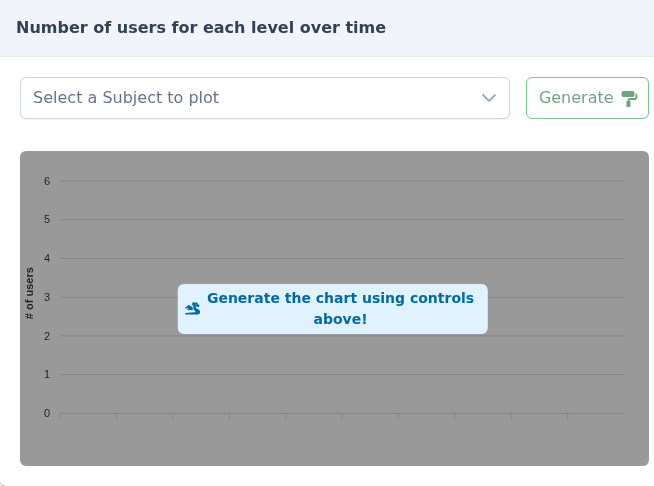 Number of users for each level over time
Select a Subject to plot
Generate
6
5
4
3
2
1
0
# of users
Generate the chart using controls
above!